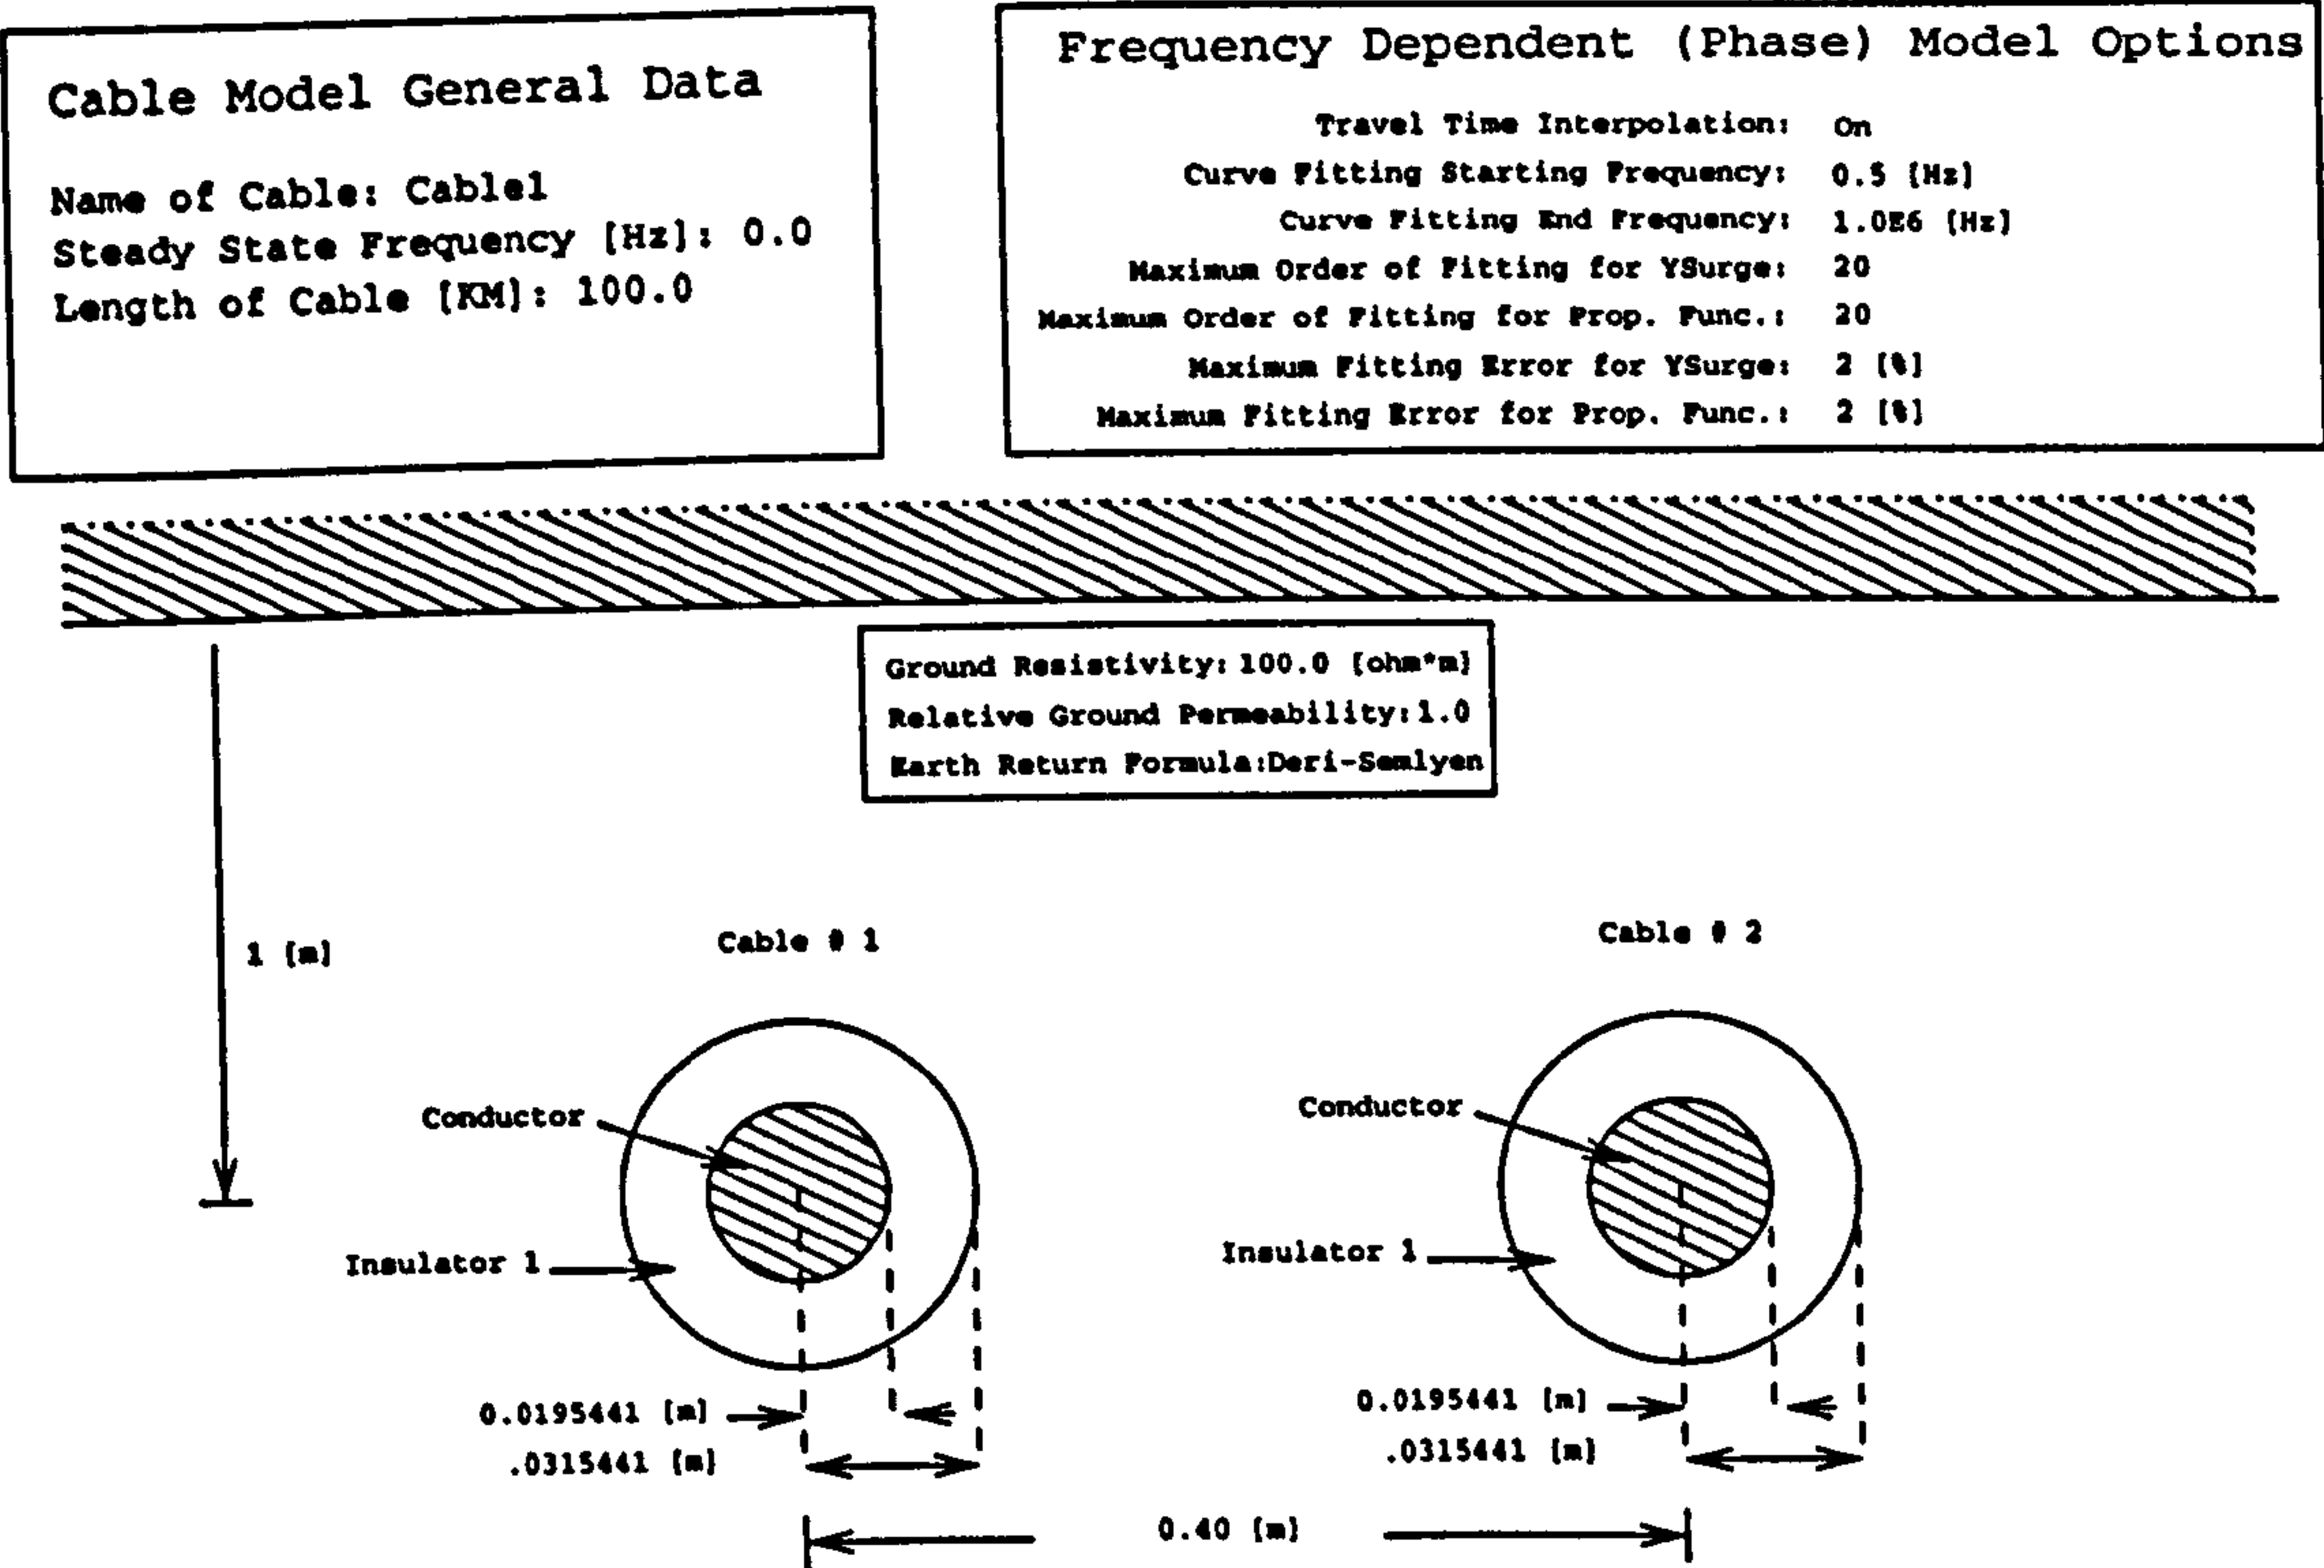 Cable Model General Data
Name of Cable: Cable1
Steady State Frequency [Hz]: 0.0
Length of Cable [KM]: 100.0
Frequency Dependent (Phase) Model Options
Travel Time Interpolation: On
Curve Fitting Starting Frequency: 0.5 [Hz]
Curve Fitting End Frequency: 1.0E6 [Hz]
Maximum Order of Fitting for YSurge: 20
Maximum Order of Fitting for Prop. Func.: 20
Maximum Fitting Error for YSurge: 2 [%]
Maximum Fitting Error for Prop. Func.: 2 [%]
Ground Resistivity: 100.0 [ohm*m]
Relative Ground Permeability: 1.0
Earth Return Formula: Deri-Semlyen
1 [m]
Cable # 1
Cable # 2
Conductor
Conductor
Insulator 1
Insulator 1
0.0195441 [m]
.0315441 [m]
0.0195441 [m]
.0315441 [m]
0.40 [m]